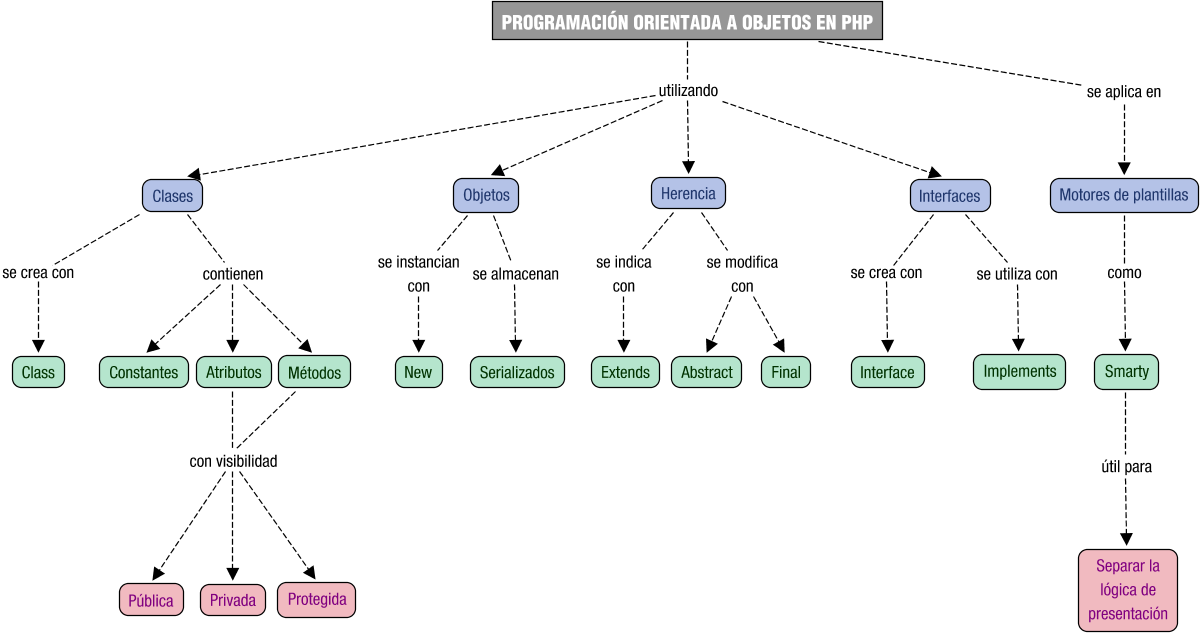 PROGRAMACIÓN ORIENTADA A OBJETOS EN PHP
utilizando
se aplica en
Clases
Objetos
Herencia
Interfaces
Motores de plantillas
se crea con
contienen
se instancian
con
se almacenan
se indica
con
se modifica
con
se crea con
se utiliza con
como
Class
Constantes
Atributos
Métodos
New
Serializados
Extends
Abstract
Final
Interface
Implements
Smarty
con visibilidad
útil para
Pública
Privada
Protegida
Separar la
lógica de
presentación